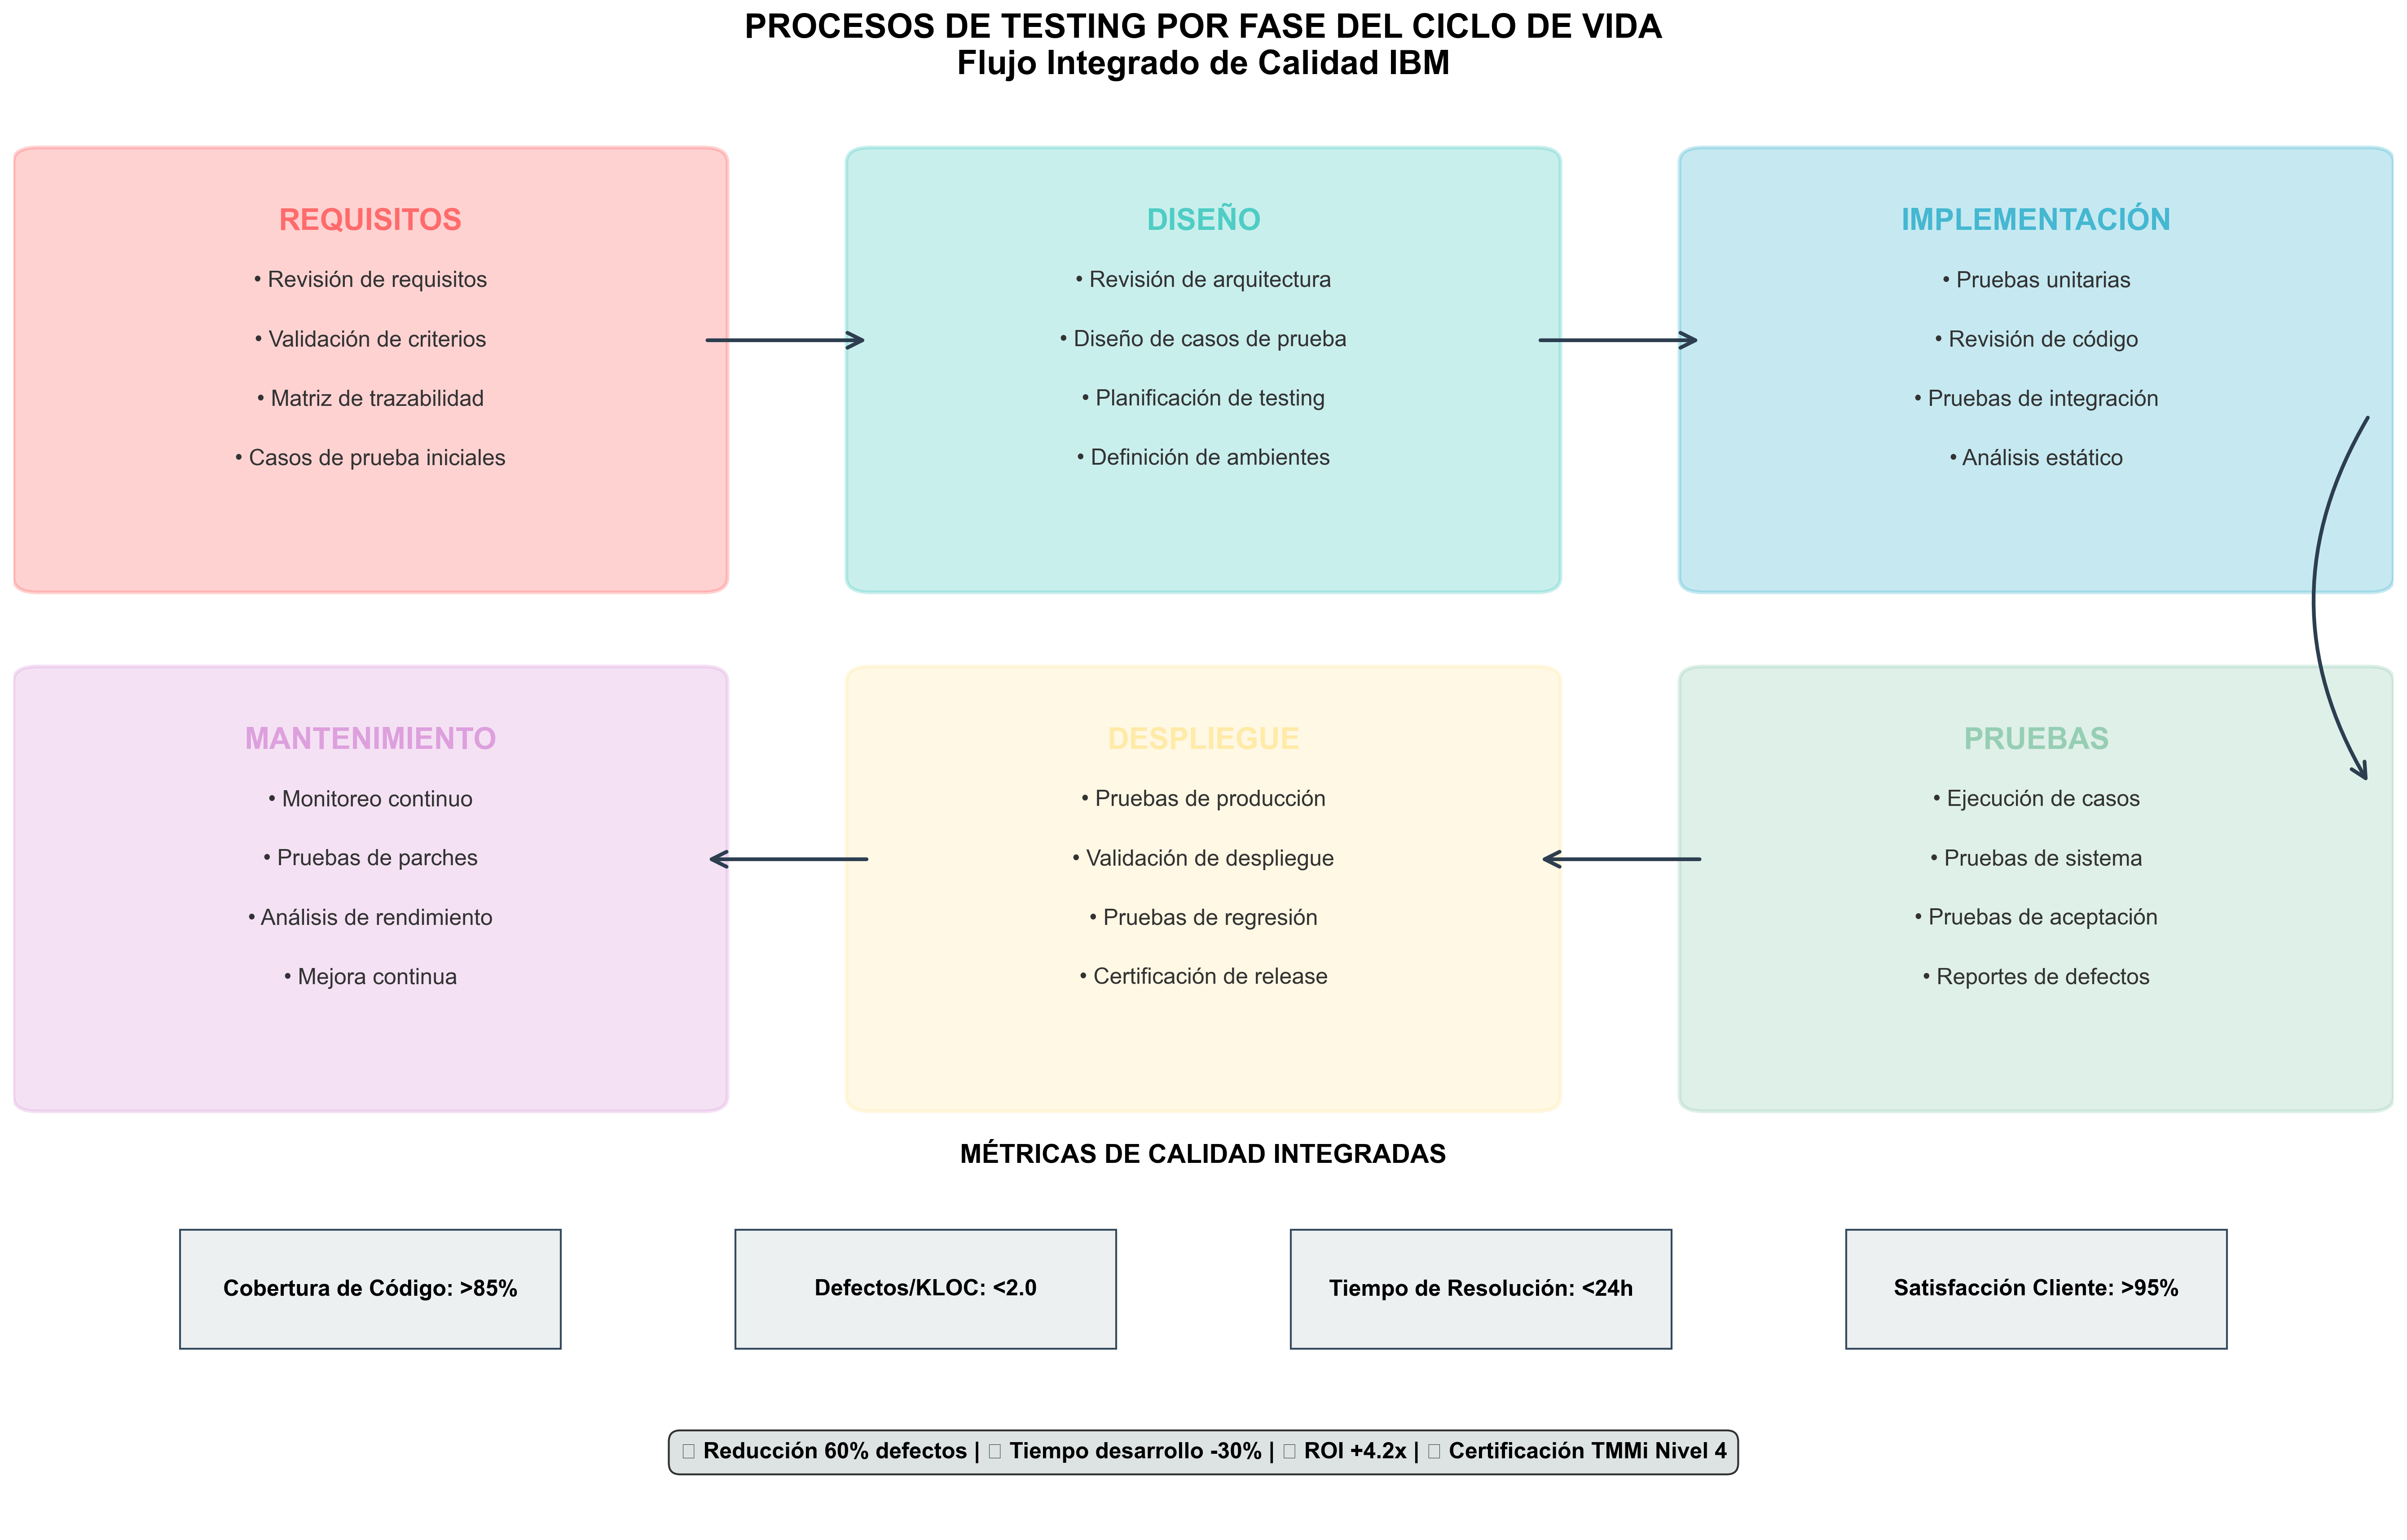 PROCESOS DE TESTING POR FASE DEL CICLO DE VIDA
Flujo Integrado de Calidad IBM
REQUISITOS
• Revisión de requisitos
• Validación de criterios
• Matriz de trazabilidad
• Casos de prueba iniciales
DISEÑO
• Revisión de arquitectura
• Diseño de casos de prueba
• Planificación de testing
• Definición de ambientes
IMPLEMENTACIÓN
• Pruebas unitarias
• Revisión de código
• Pruebas de integración
• Análisis estático
MANTENIMIENTO
• Monitoreo continuo
• Pruebas de parches
• Análisis de rendimiento
• Mejora continua
DESPLIEGUE
• Pruebas de producción
• Validación de despliegue
• Pruebas de regresión
• Certificación de release
PRUEBAS
• Ejecución de casos
• Pruebas de sistema
• Pruebas de aceptación
• Reportes de defectos
MÉTRICAS DE CALIDAD INTEGRADAS
Cobertura de Código: >85%
Defectos/KLOC: <2.0
Tiempo de Resolución: <24h
Satisfacción Cliente: >95%
▯ Reducción 60% defectos | ▯ Tiempo desarrollo -30% | ▯ ROI +4.2x | ▯ Certificación TMMi Nivel 4